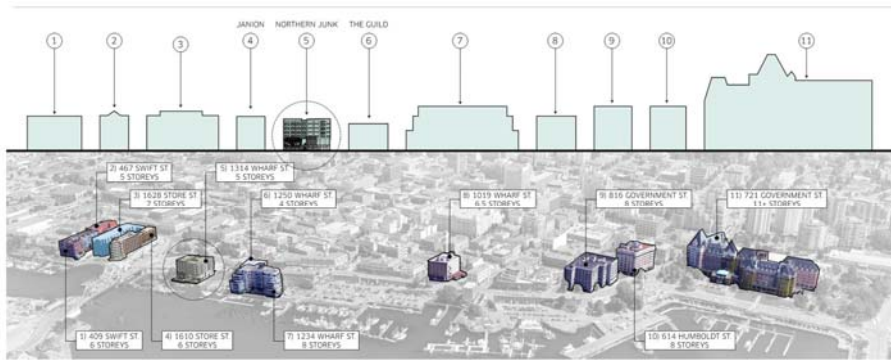 JANION NORTHERN JUNK THE GUILD
1 2 3 4 5 6 7 8 9 10 11
2) 467 SWIFT ST.
5 STOREYS
3) 1628 STORE ST
7 STOREYS
5) 1314 WHARF ST.
5 STOREYS
6) 1250 WHARF ST.
4 STOREYS
8) 1019 WHARF ST.
6.5 STOREYS
9) 816 GOVERNMENT ST.
8 STOREYS
11) 721 GOVERNMENT ST.
11+ STOREYS
1) 409 SWIFT ST.
6 STOREYS
4) 1610 STORE ST.
6 STOREYS
7) 1234 WHARF ST.
8 STOREYS
10) 614 HUMBOLDT ST.
8 STOREYS